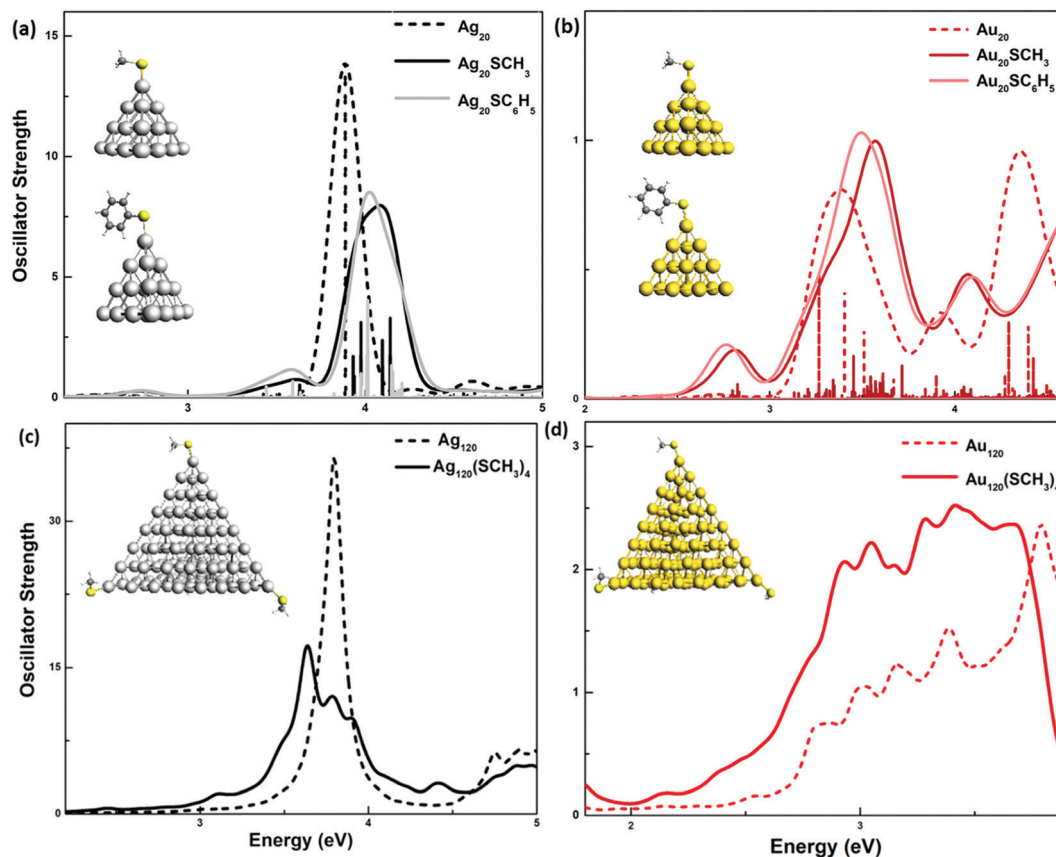 (a)
15
10
5
0
3
4
5
Oscillator Strength
Ag20
Ag20SCH3
Ag20SC6H5
(b)
1
0
2
3
4
Au20
Au20SCH3
Au20SC6H5
(c)
30
15
0
3
4
5
Oscillator Strength
Energy (eV)
Ag120
Ag120(SCH3)4
(d)
3
2
1
0
2
3
Energy (eV)
Au120
Au120(SCH3)